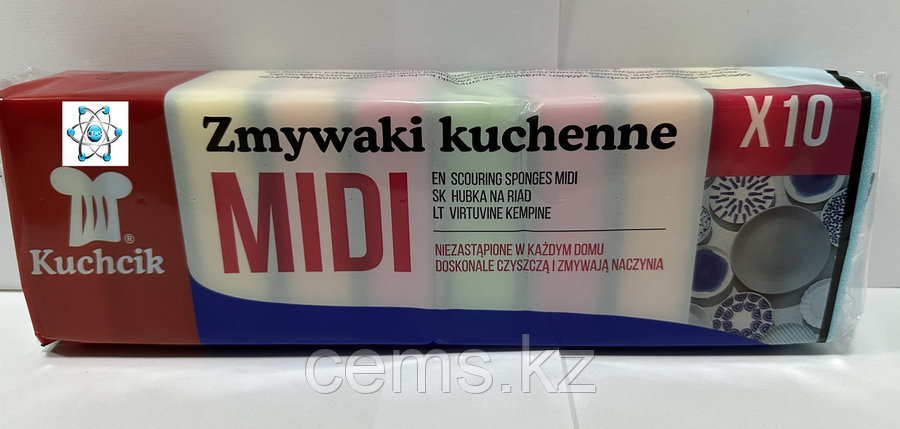 CEMS
Kuchcik
®
Zmywaki kuchenne
MIDI
EN SCOURING SPONGES MIDI
SK HUBKA NA RIAD
LT VIRTUVINE KEMPINE
NIEZASTĄPIONE W KAŻDYM DOMU
DOSKONALE CZYSZCZĄ I ZMYWAJĄ NACZYNIA
X10
cems.kz